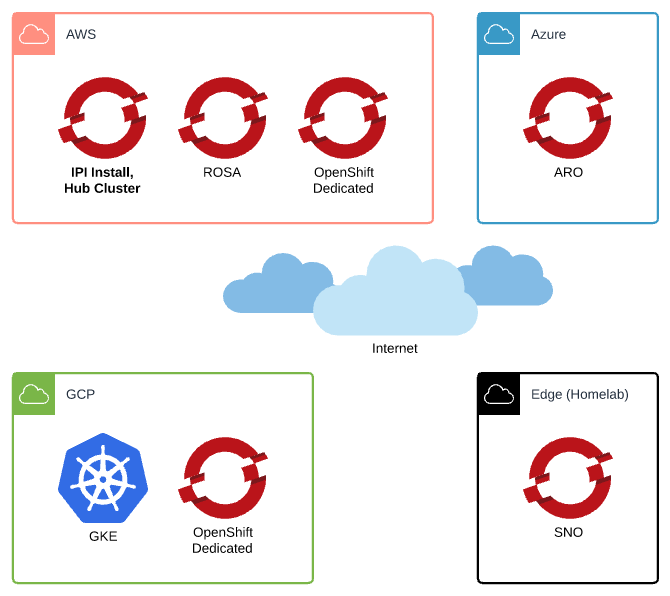 AWS
IPI Install,
Hub Cluster
ROSA
OpenShift
Dedicated
Azure
ARO
Internet
GCP
GKE
OpenShift
Dedicated
Edge (Homelab)
SNO